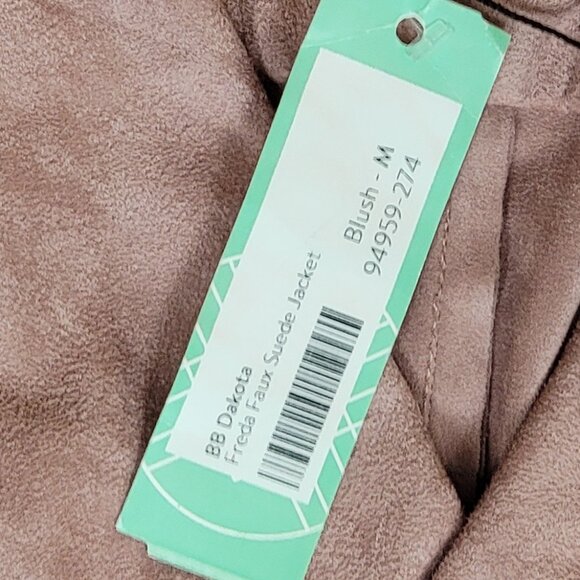 BB Dakota
Freda Faux Suede Jacket
Blush - M
94959-274